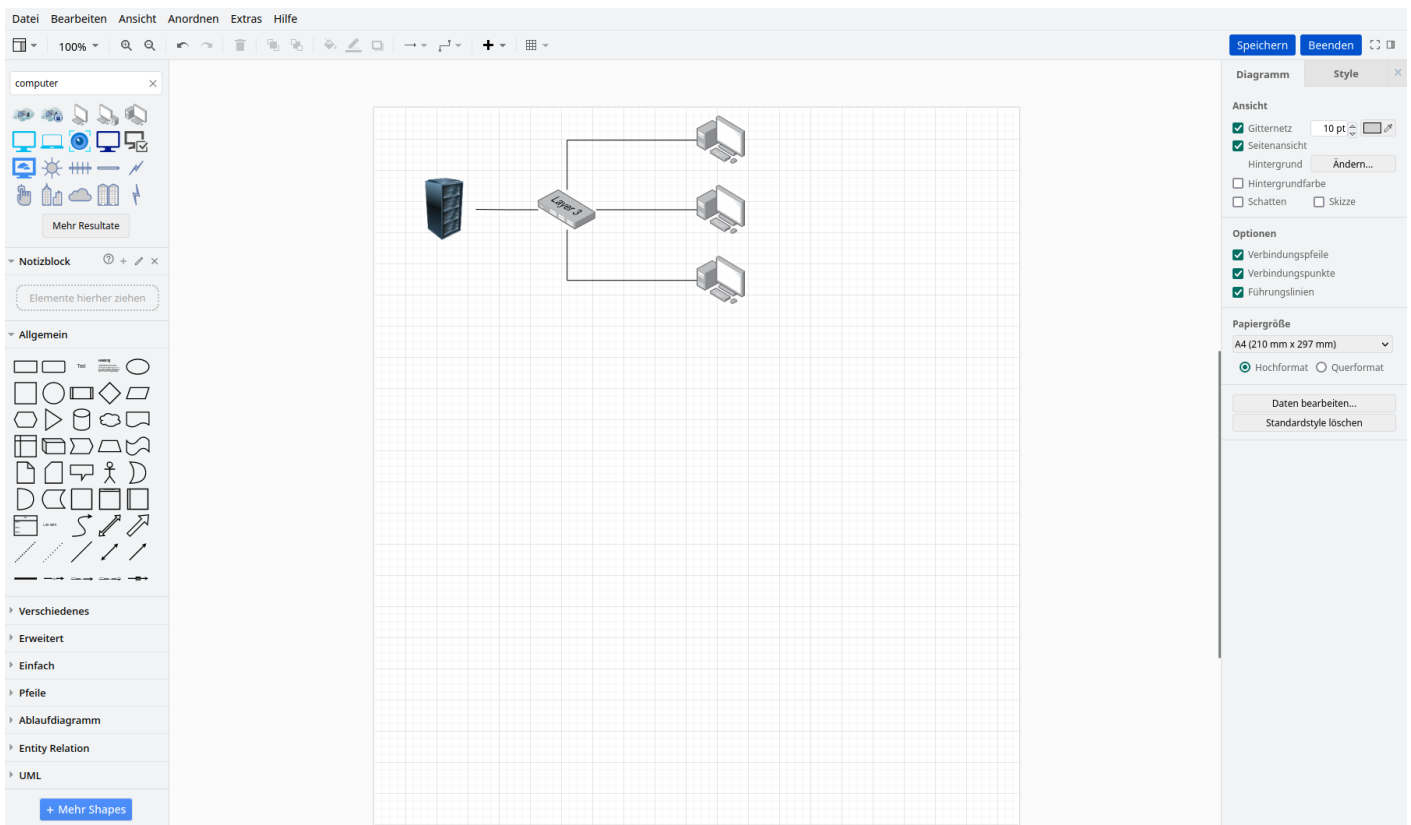 Datei Bearbeiten Ansicht Anordnen Extras Hilfe
100%
Speichern Beenden
computer
Mehr Resultate
Notizblock
Elemente hierher ziehen
Allgemein
Text
Heading
Verschiedenes
Erweitert
Einfach
Pfeile
Ablaufdiagramm
Entity Relation
UML
+ Mehr Shapes
Layer 3
Diagramm Style
Ansicht
Gitternetz 10 pt
Seitenansicht
Hintergrund Ändern...
Hintergrundfarbe
Schatten Skizze
Optionen
Verbindungspfeile
Verbindungspunkte
Führungslinien
Papiergröße
A4 (210 mm x 297 mm)
Hochformat Querformat
Daten bearbeiten...
Standardstyle löschen